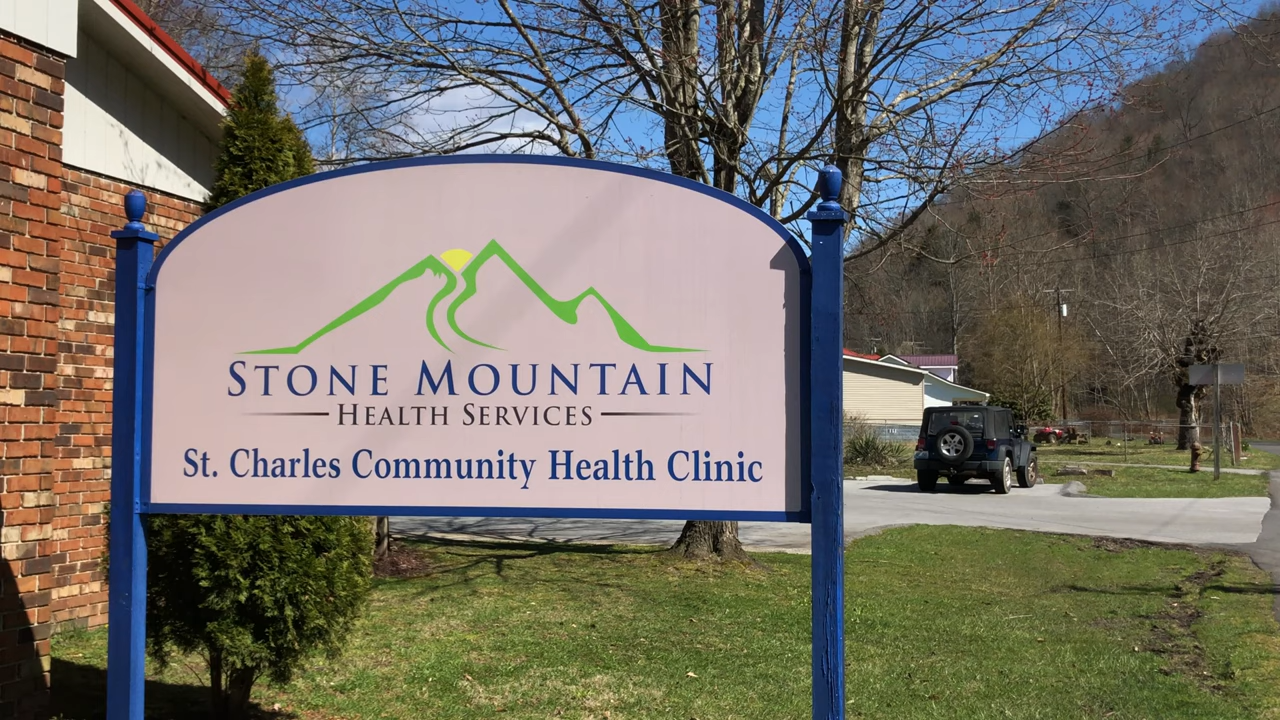 STONE MOUNTAIN
HEALTH SERVICES
St. Charles Community Health Clinic